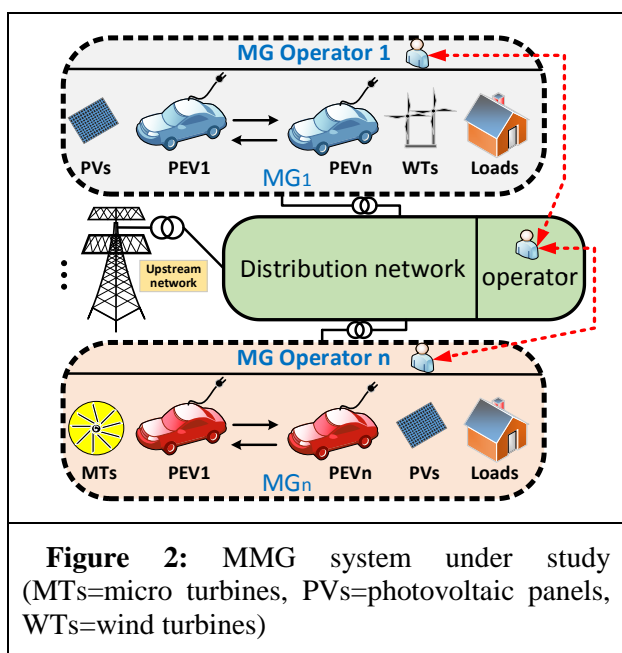 MG Operator 1
PVs PEV1 PEVn WTs Loads
MG1
Upstream
network
Distribution network
operator
MG Operator n
MTs PEV1 PEVn PVs Loads
MGn
Figure 2: MMG system under study
(MTs=micro turbines, PVs=photovoltaic panels,
WTs=wind turbines)